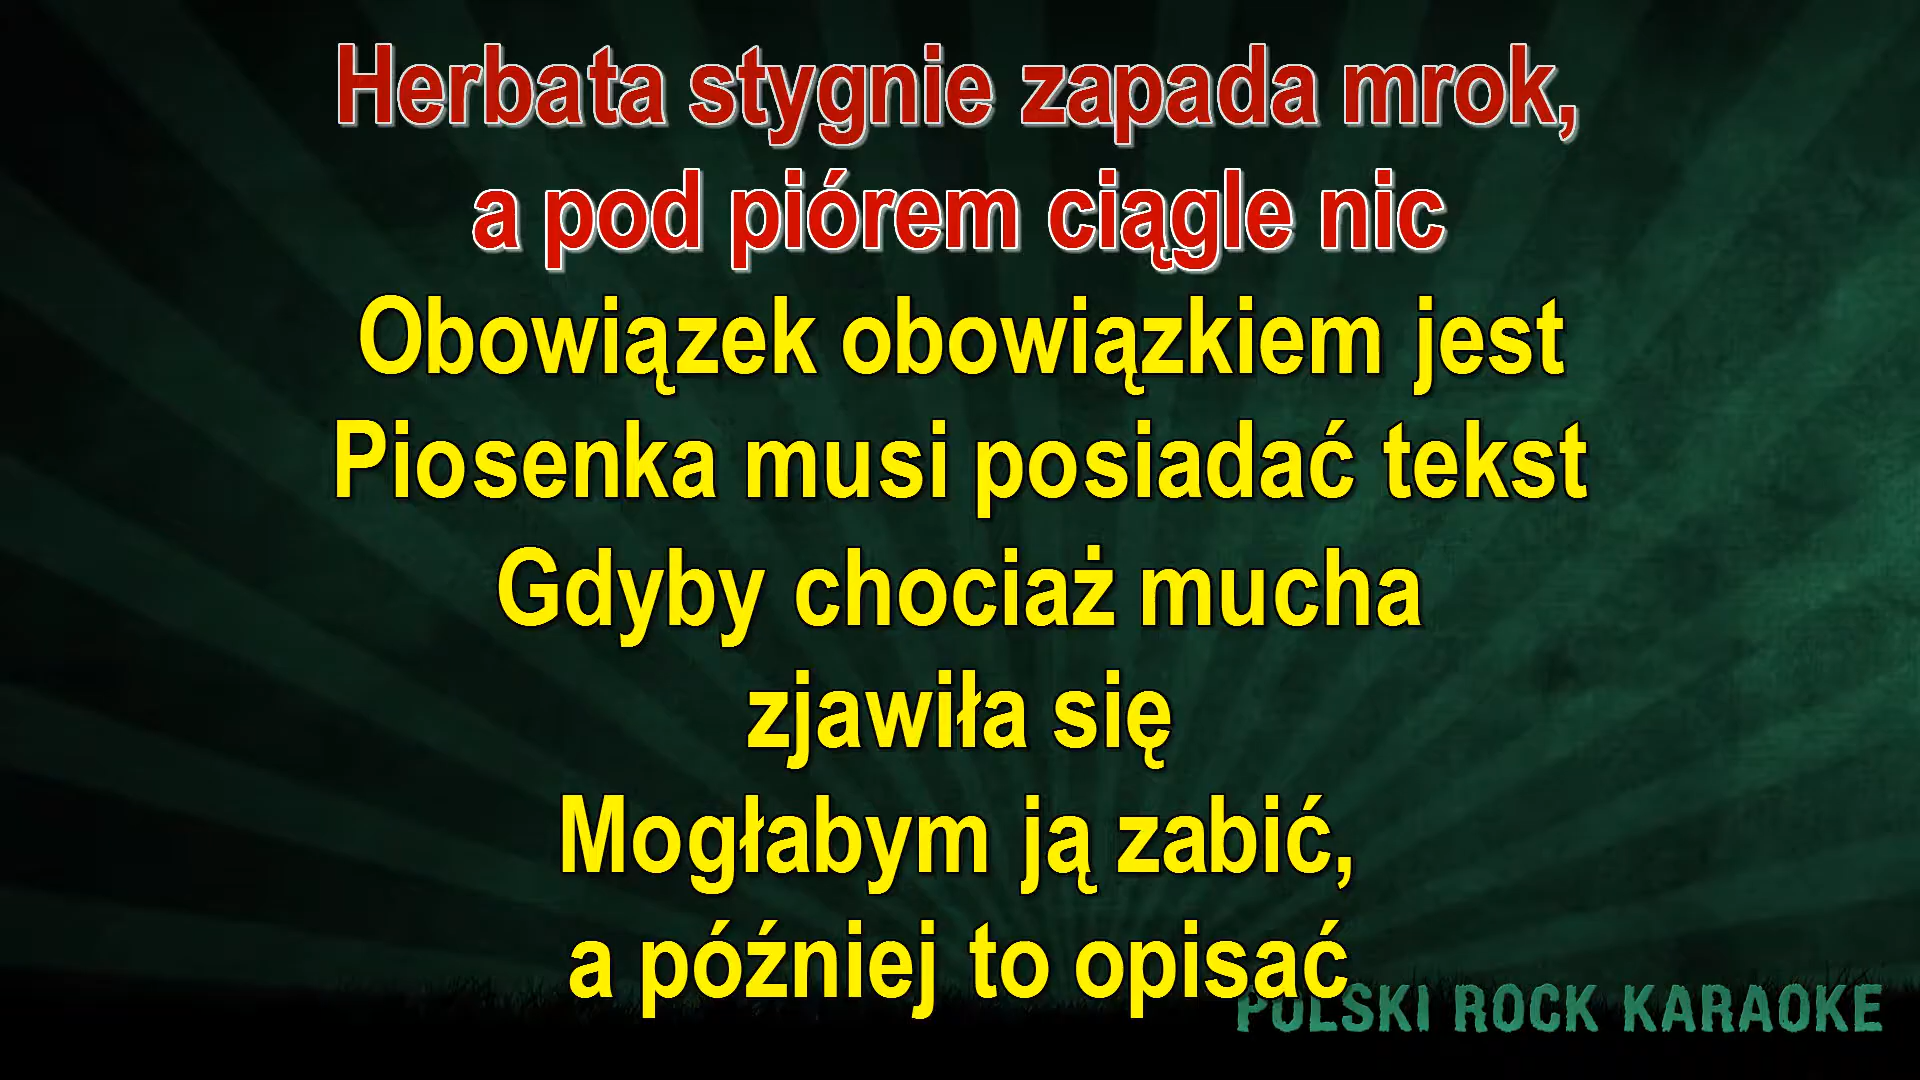 Herbata stygnie zapada mrok,
a pod piórem ciągle nic
Obowiązek obowiązkiem jest
Piosenka musi posiadać tekst
Gdyby chociaż mucha
zjawiła się
Mogłabym ją zabić,
a później to opisać
POLSKI ROCK KARAOKE